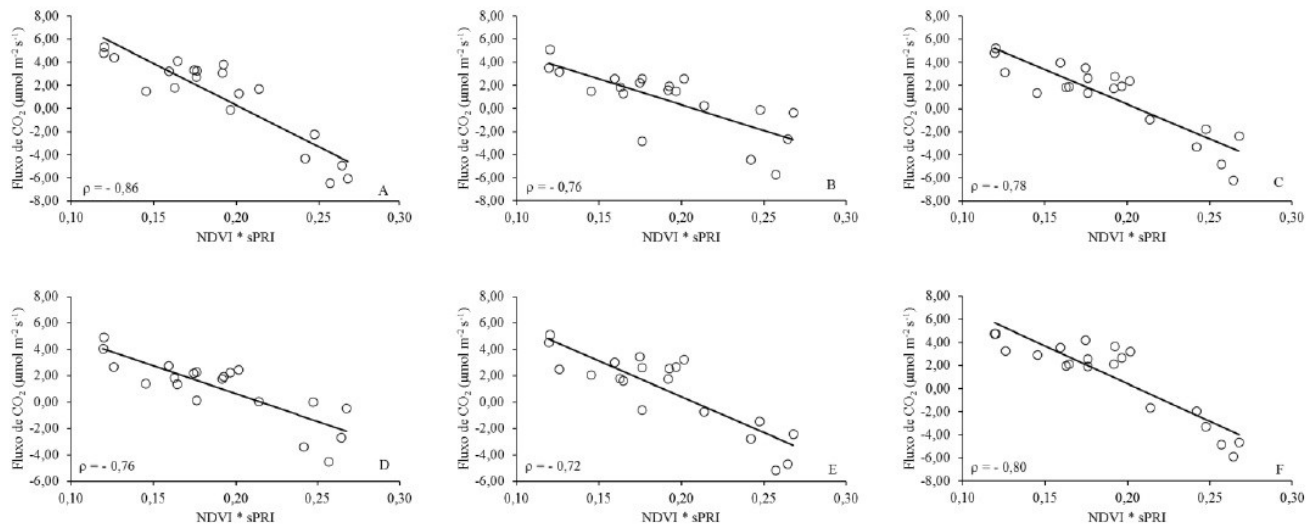 Fluxo de CO₂ (µmol m⁻² s⁻¹)
8,00
6,00
4,00
2,00
0,00
-2,00
-4,00
-6,00
-8,00
ρ = - 0,86
A
0,10 0,15 0,20 0,25 0,30
NDVI * sPRI
Fluxo de CO₂ (µmol m⁻² s⁻¹)
8,00
6,00
4,00
2,00
0,00
-2,00
-4,00
-6,00
-8,00
ρ = - 0,76
B
0,10 0,15 0,20 0,25 0,30
NDVI * sPRI
Fluxo de CO₂ (µmol m⁻² s⁻¹)
8,00
6,00
4,00
2,00
0,00
-2,00
-4,00
-6,00
-8,00
ρ = - 0,78
C
0,10 0,15 0,20 0,25 0,30
NDVI * sPRI
Fluxo de CO₂ (µmol m⁻² s⁻¹)
8,00
6,00
4,00
2,00
0,00
-2,00
-4,00
-6,00
ρ = - 0,76
D
0,10 0,15 0,20 0,25 0,30
NDVI * sPRI
Fluxo de CO₂ (µmol m⁻² s⁻¹)
8,00
6,00
4,00
2,00
0,00
-2,00
-4,00
-6,00
ρ = - 0,72
E
0,10 0,15 0,20 0,25 0,30
NDVI * sPRI
Fluxo de CO₂ (µmol m⁻² s⁻¹)
8,00
6,00
4,00
2,00
0,00
-2,00
-4,00
-6,00
-8,00
ρ = - 0,80
F
0,10 0,15 0,20 0,25 0,30
NDVI * sPRI